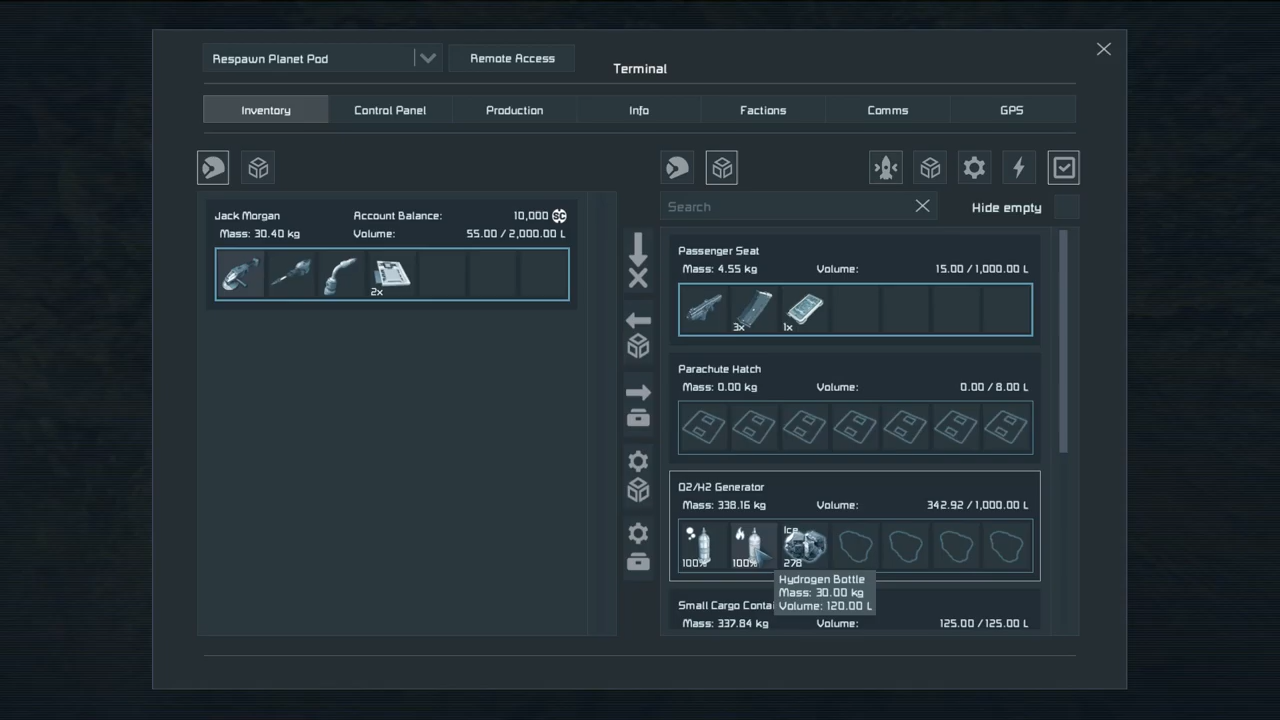 Respawn Planet Pod
Remote Access
Terminal
Inventory
Control Panel
Production
Info
Factions
Comms
GPS
Jack Morgan
Account Balance: 10,000 SC
Mass: 30.40 kg
Volume: 55.00 / 2,000.00 L
2x
Search
Hide empty
Passenger Seat
Mass: 4.55 kg
Volume: 15.00 / 1,000.00 L
3x
1x
Parachute Hatch
Mass: 0.00 kg
Volume: 0.00 / 8.00 L
O2/H2 Generator
Mass: 338.16 kg
Volume: 342.92 / 1,000.00 L
Ice
100%
100%
278
Hydrogen Bottle
Mass: 30.00 kg
Volume: 120.00 L
Small Cargo Contai
Mass: 337.84 kg
Volume: 125.00 / 125.00 L